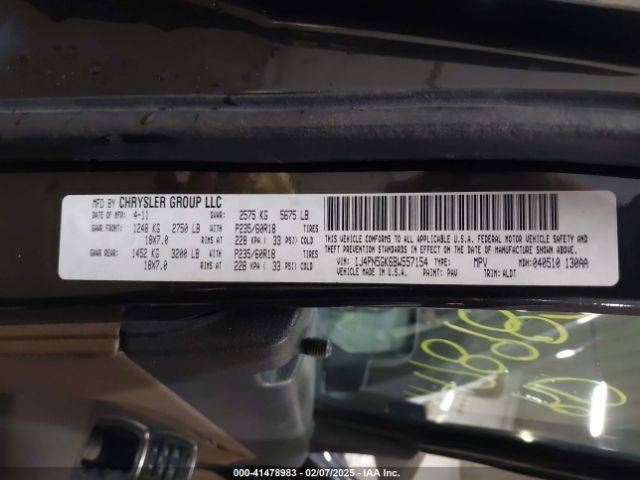 MFD BY CHRYSLER GROUP LLC
DATE OF MFR: 4-11 GVWR: 2575 KG 5675 LB
GAWR FRONT: 1248 KG 2750 LB WITH P235/60R18 TIRES
18X7.0 RIMS AT 228 KPA ( 33 PSI) COLD
GAWR REAR: 1452 KG 3200 LB WITH P235/60R18 TIRES
18X7.0 RIMS AT 228 KPA ( 33 PSI) COLD
THIS VEHICLE CONFORMS TO ALL APPLICABLE U.S.A. FEDERAL MOTOR VEHICLE SAFETY AND
THEFT PREVENTION STANDARDS IN EFFECT ON THE DATE OF MANUFACTURE SHOWN ABOVE.
VIN: 1J4PN5GK6BW557154 TYPE: MPV MDH:040510 130AA
PAINT: PAV TRIM: ALDT
000-41478983 — 02/07/2025 — IAA Inc.